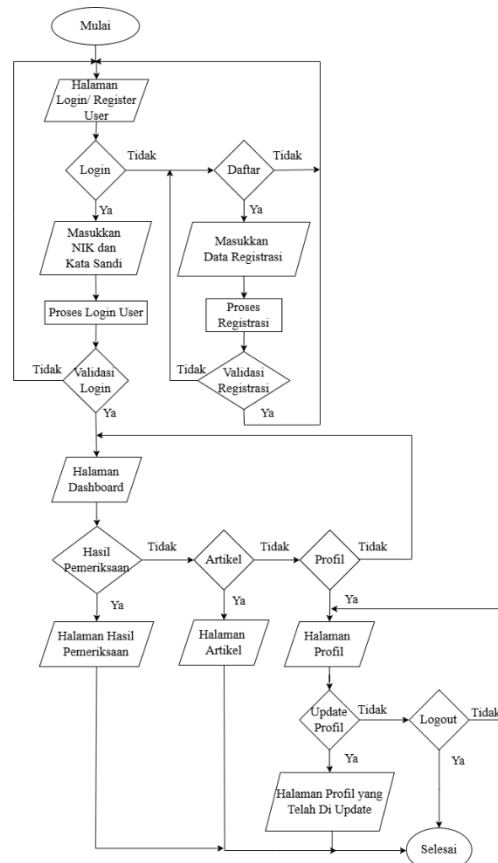 Mulai
Halaman
Login/ Register
User
Login
Tidak
Daftar
Tidak
Ya
Ya
Masukkan
NIK dan
Kata Sandi
Masukkan
Data Registrasi
Proses Login User
Proses
Registrasi
Tidak
Validasi
Login
Tidak
Validasi
Registrasi
Ya
Ya
Halaman
Dashboard
Hasil
Pemeriksaan
Tidak
Artikel
Tidak
Profil
Tidak
Ya
Ya
Ya
Halaman Hasil
Pemeriksaan
Halaman
Artikel
Halaman
Profil
Update
Profil
Tidak
Logout
Tidak
Ya
Ya
Halaman Profil yang
Telah Di Update
Selesai